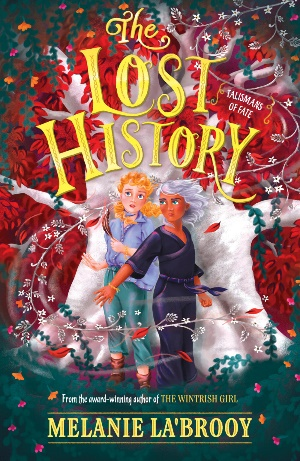 The
LOST
HISTORY
TALISMANS
OF FATE
From the award-winning author of THE WINTRISH GIRL
MELANIE LA'BROOY